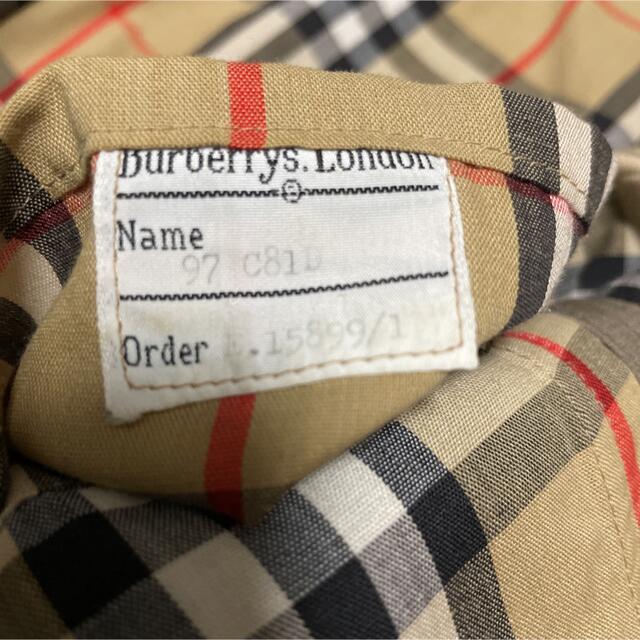 Burberrys. London
Name
97 C81D
Order E.15899/1